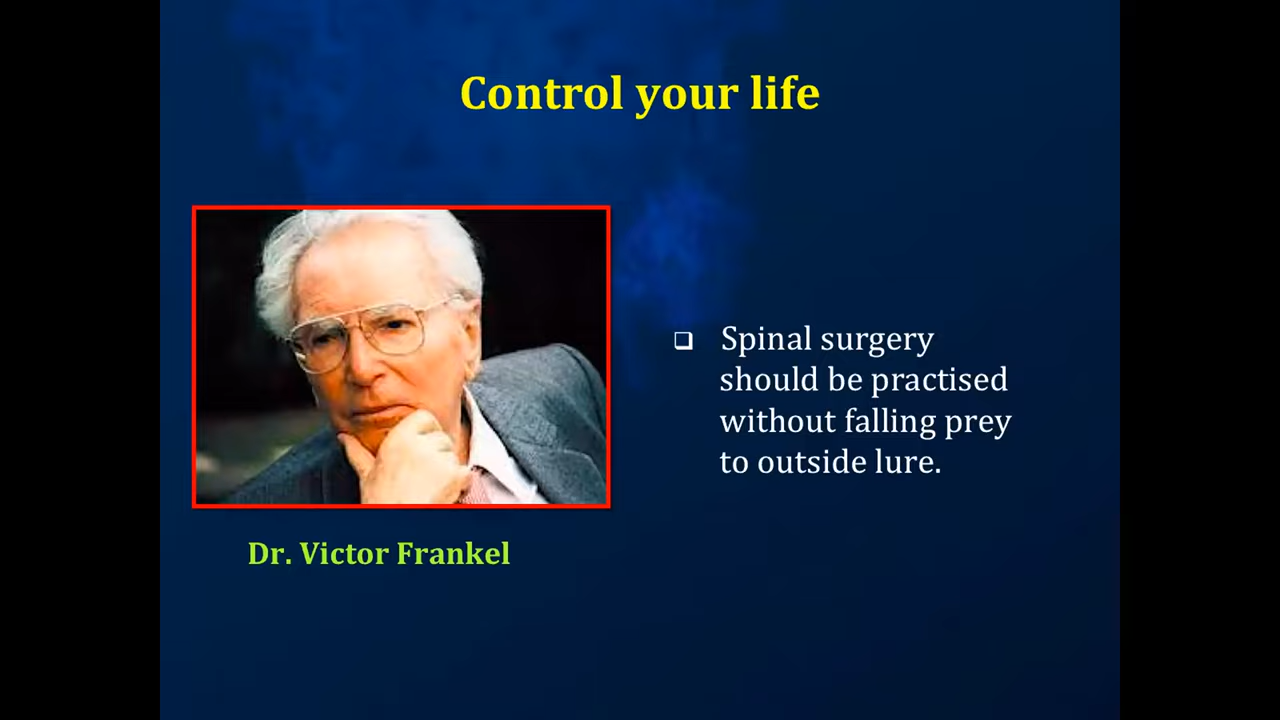 Control your life
Spinal surgery
should be practised
without falling prey
to outside lure.
Dr. Victor Frankel